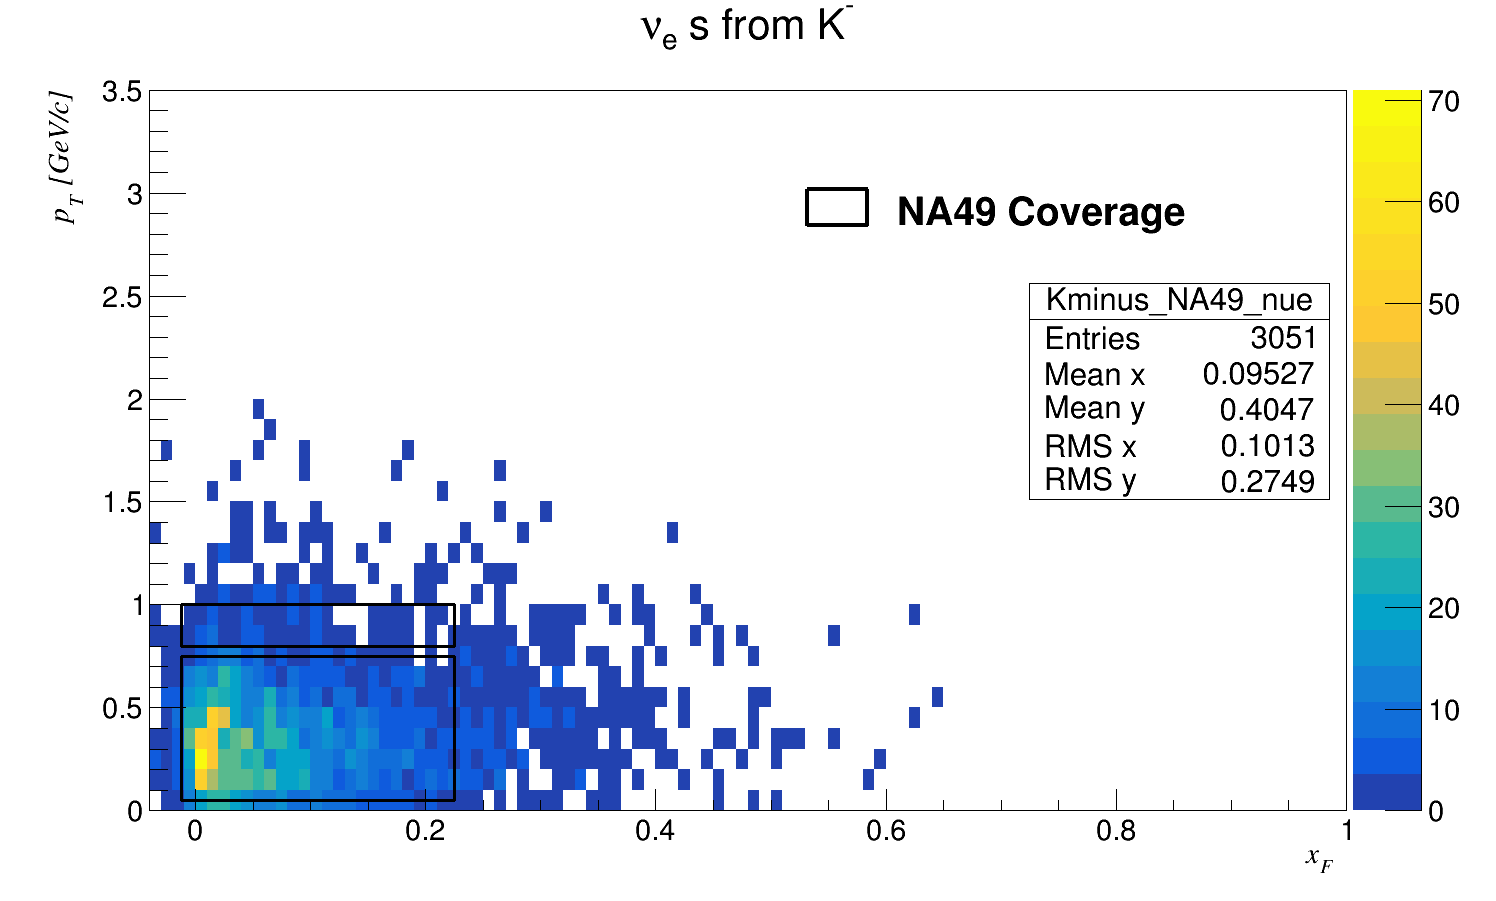 νe s from K-
pT [GeV/c]
3.5
3
2.5
2
1.5
1
0.5
0
NA49 Coverage
Kminus_NA49_nue
Entries 3051
Mean x 0.09527
Mean y 0.4047
RMS x 0.1013
RMS y 0.2749
70
60
50
40
30
20
10
0
0 0.2 0.4 0.6 0.8 1
xF